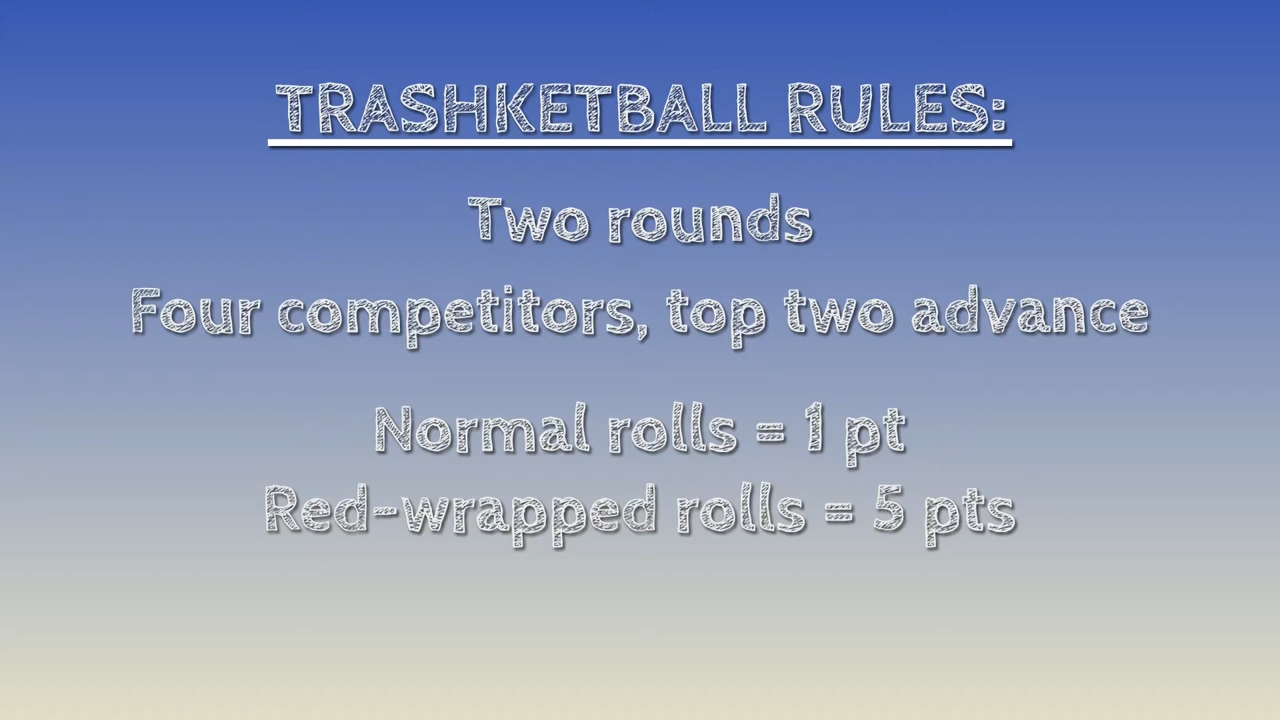 TRASHKETBALL RULES:
Two rounds
Four competitors, top two advance
Normal rolls = 1 pt
Red-wrapped rolls = 5 pts